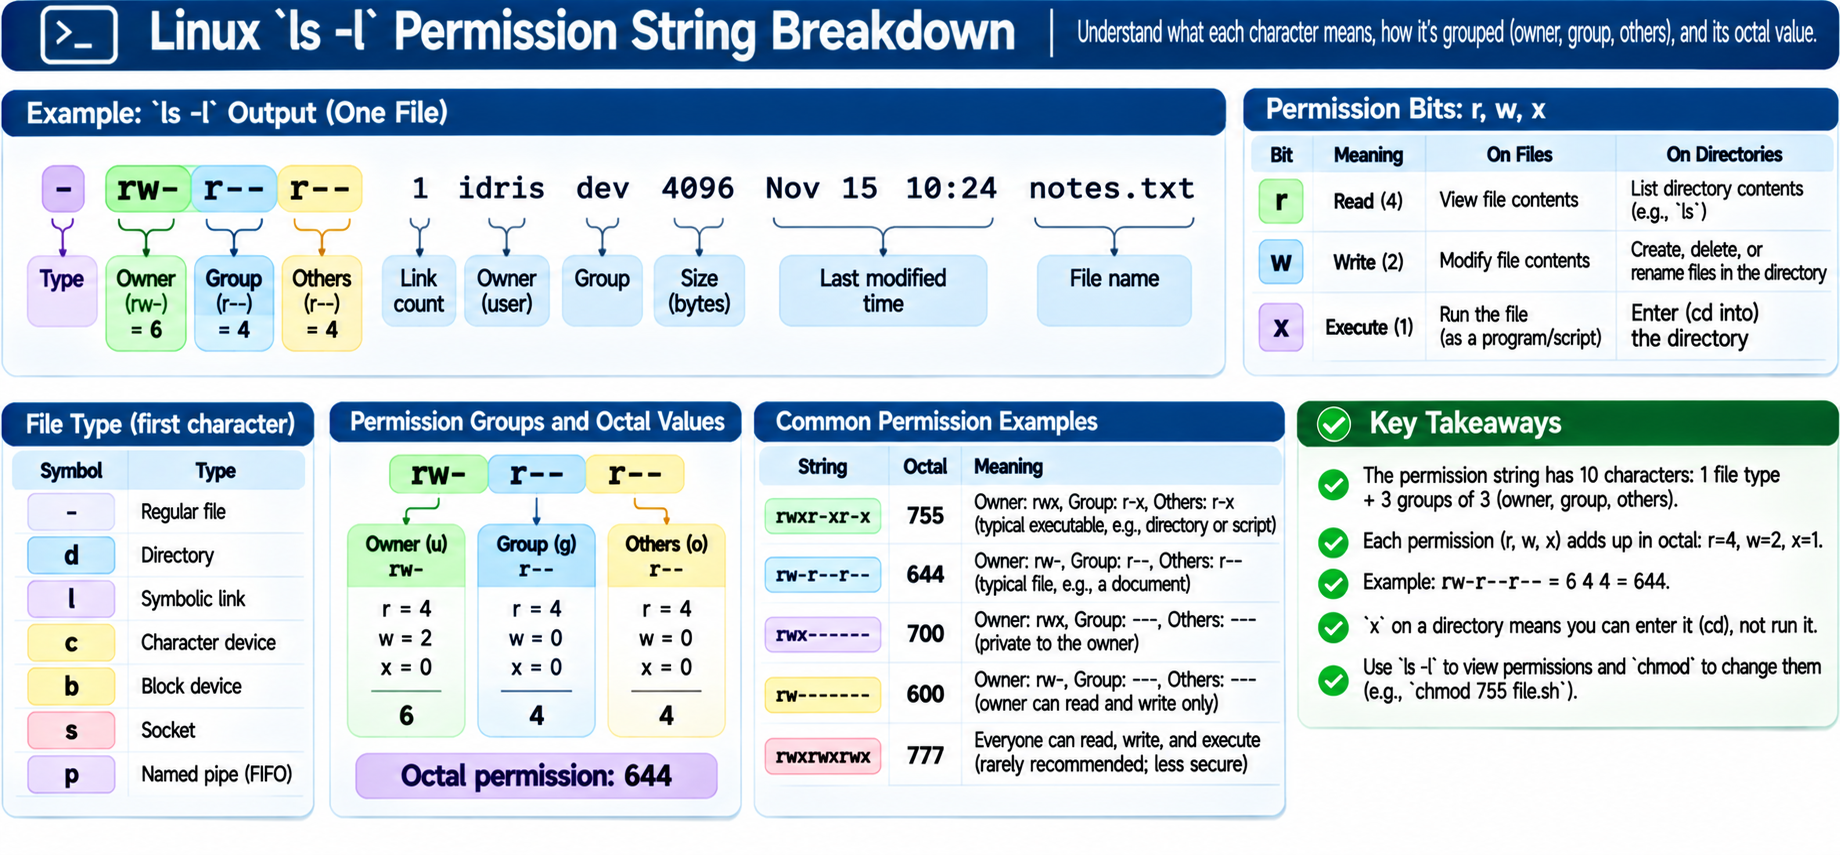 >_
Linux `ls -l` Permission String Breakdown
Understand what each character means, how it's grouped (owner, group, others), and its octal value.
Example: `ls -l` Output (One File)
- rw- r-- r-- 1 idris dev 4096 Nov 15 10:24 notes.txt
Type
Owner
(rw-)
= 6
Group
(r--)
= 4
Others
(r--)
= 4
Link
count
Owner
(user)
Group
Size
(bytes)
Last modified
time
File name
Permission Bits: r, w, x
Bit Meaning On Files On Directories
r Read (4) View file contents List directory contents
(e.g., `ls`)
w Write (2) Modify file contents Create, delete, or
rename files in the directory
x Execute (1) Run the file
(as a program/script)
Enter (cd into)
the directory
File Type (first character)
Symbol Type
- Regular file
d Directory
l Symbolic link
c Character device
b Block device
s Socket
p Named pipe (FIFO)
Permission Groups and Octal Values
rw- r-- r--
Owner (u)
rw-
r = 4
w = 2
x = 0
6
Group (g)
r--
r = 4
w = 0
x = 0
4
Others (o)
r--
r = 4
w = 0
x = 0
4
Octal permission: 644
Common Permission Examples
String Octal Meaning
rwxr-xr-x 755 Owner: rwx, Group: r-x, Others: r-x
(typical executable, e.g., directory or script)
rw-r--r-- 644 Owner: rw-, Group: r--, Others: r--
(typical file, e.g., a document)
rwx------ 700 Owner: rwx, Group: ---, Others: ---
(private to the owner)
rw------- 600 Owner: rw-, Group: ---, Others: ---
(owner can read and write only)
rwxrwxrwx 777 Everyone can read, write, and execute
(rarely recommended; less secure)
Key Takeaways
The permission string has 10 characters: 1 file type
+ 3 groups of 3 (owner, group, others).
Each permission (r, w, x) adds up in octal: r=4, w=2, x=1.
Example: rw-r--r-- = 6 4 4 = 644.
`x` on a directory means you can enter it (cd), not run it.
Use `ls -l` to view permissions and `chmod` to change them
(e.g., `chmod 755 file.sh`).